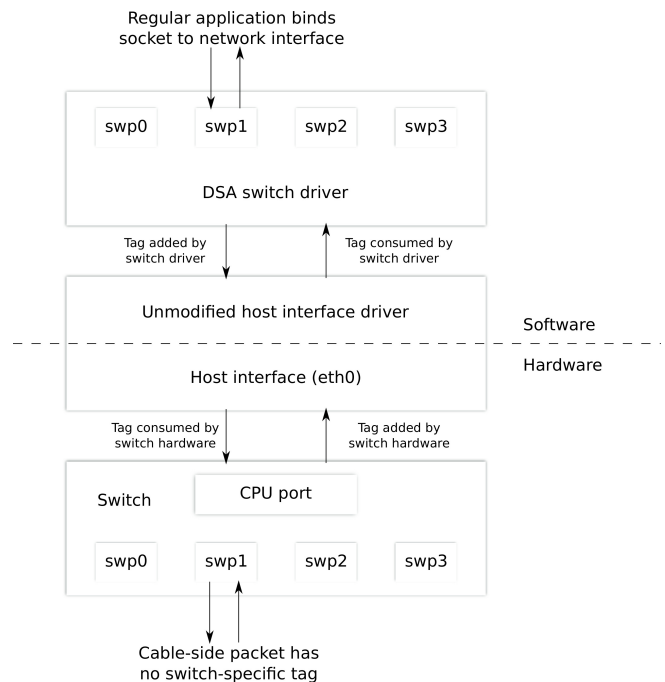 Regular application binds
socket to network interface
swp0 swp1 swp2 swp3
DSA switch driver
Tag added by
switch driver
Tag consumed by
switch driver
Unmodified host interface driver
Software
Hardware
Host interface (eth0)
Tag consumed by
switch hardware
Tag added by
switch hardware
CPU port
Switch
swp0 swp1 swp2 swp3
Cable-side packet has
no switch-specific tag